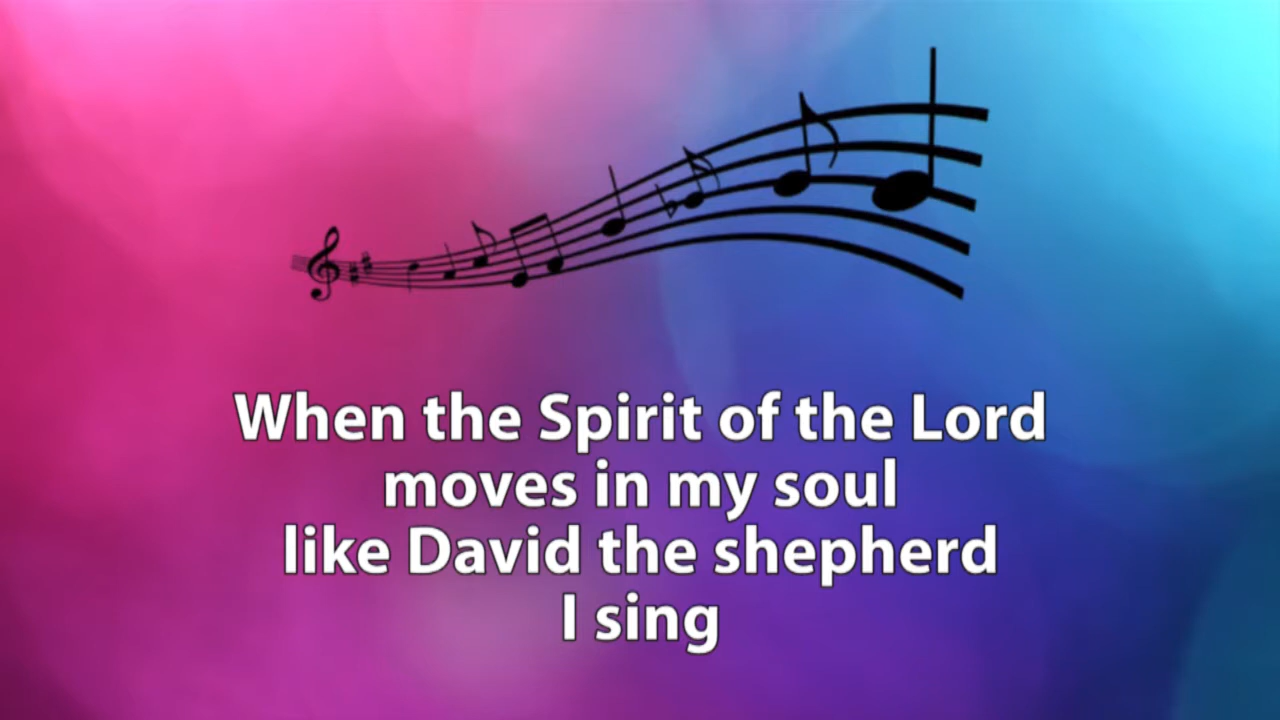 When the Spirit of the Lord
moves in my soul
like David the shepherd
I sing